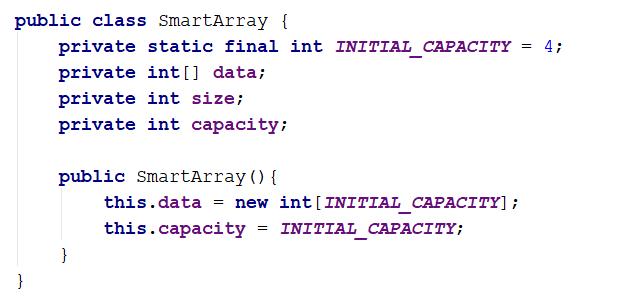 public class SmartArray {
    private static final int INITIAL_CAPACITY = 4;
    private int[] data;
    private int size;
    private int capacity;

    public SmartArray(){
        this.data = new int[INITIAL_CAPACITY];
        this.capacity = INITIAL_CAPACITY;
    }
}